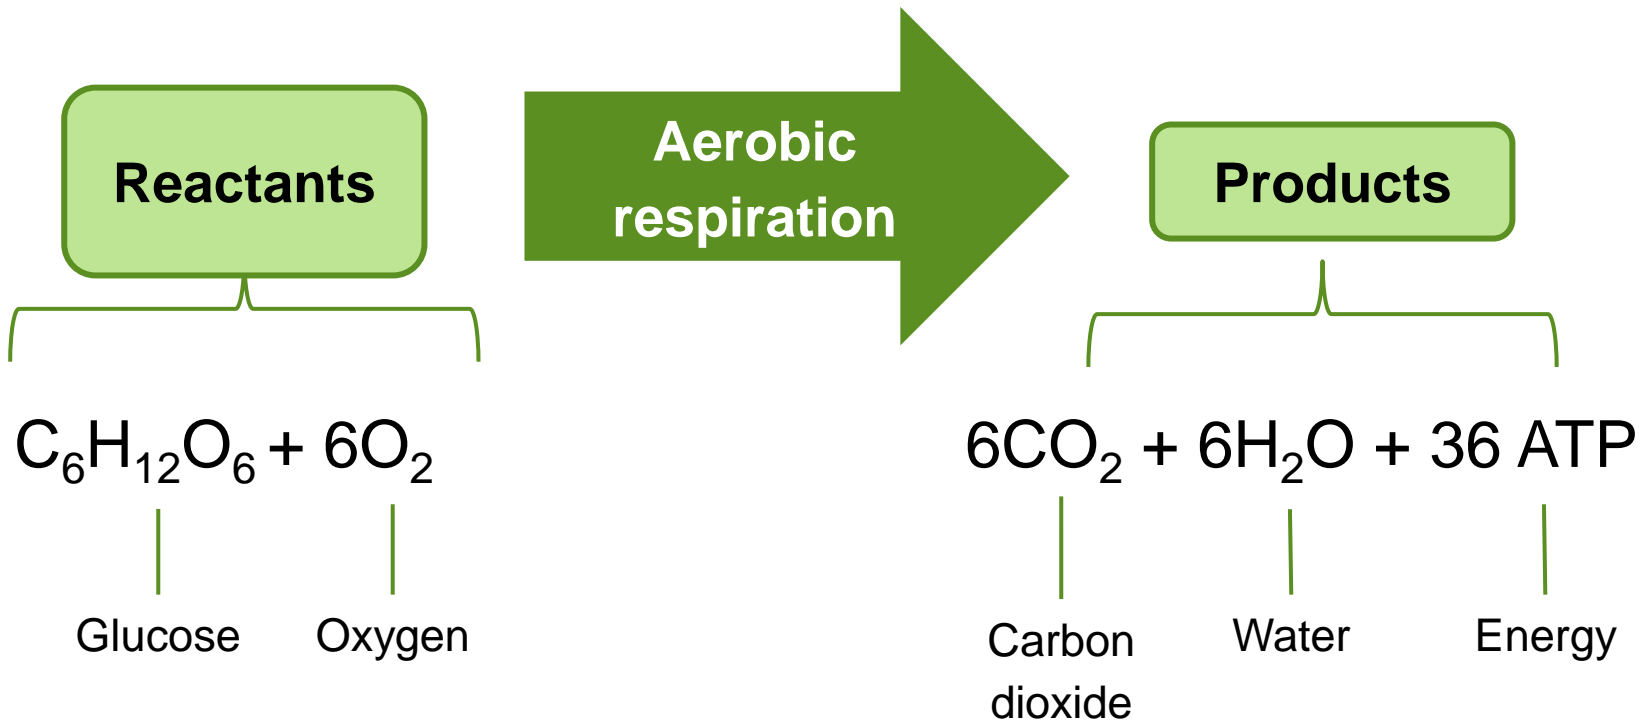 Reactants
Aerobic
respiration
Products
C₆H₁₂O₆ + 6O₂
6CO₂ + 6H₂O + 36 ATP
Glucose
Oxygen
Carbon
dioxide
Water
Energy